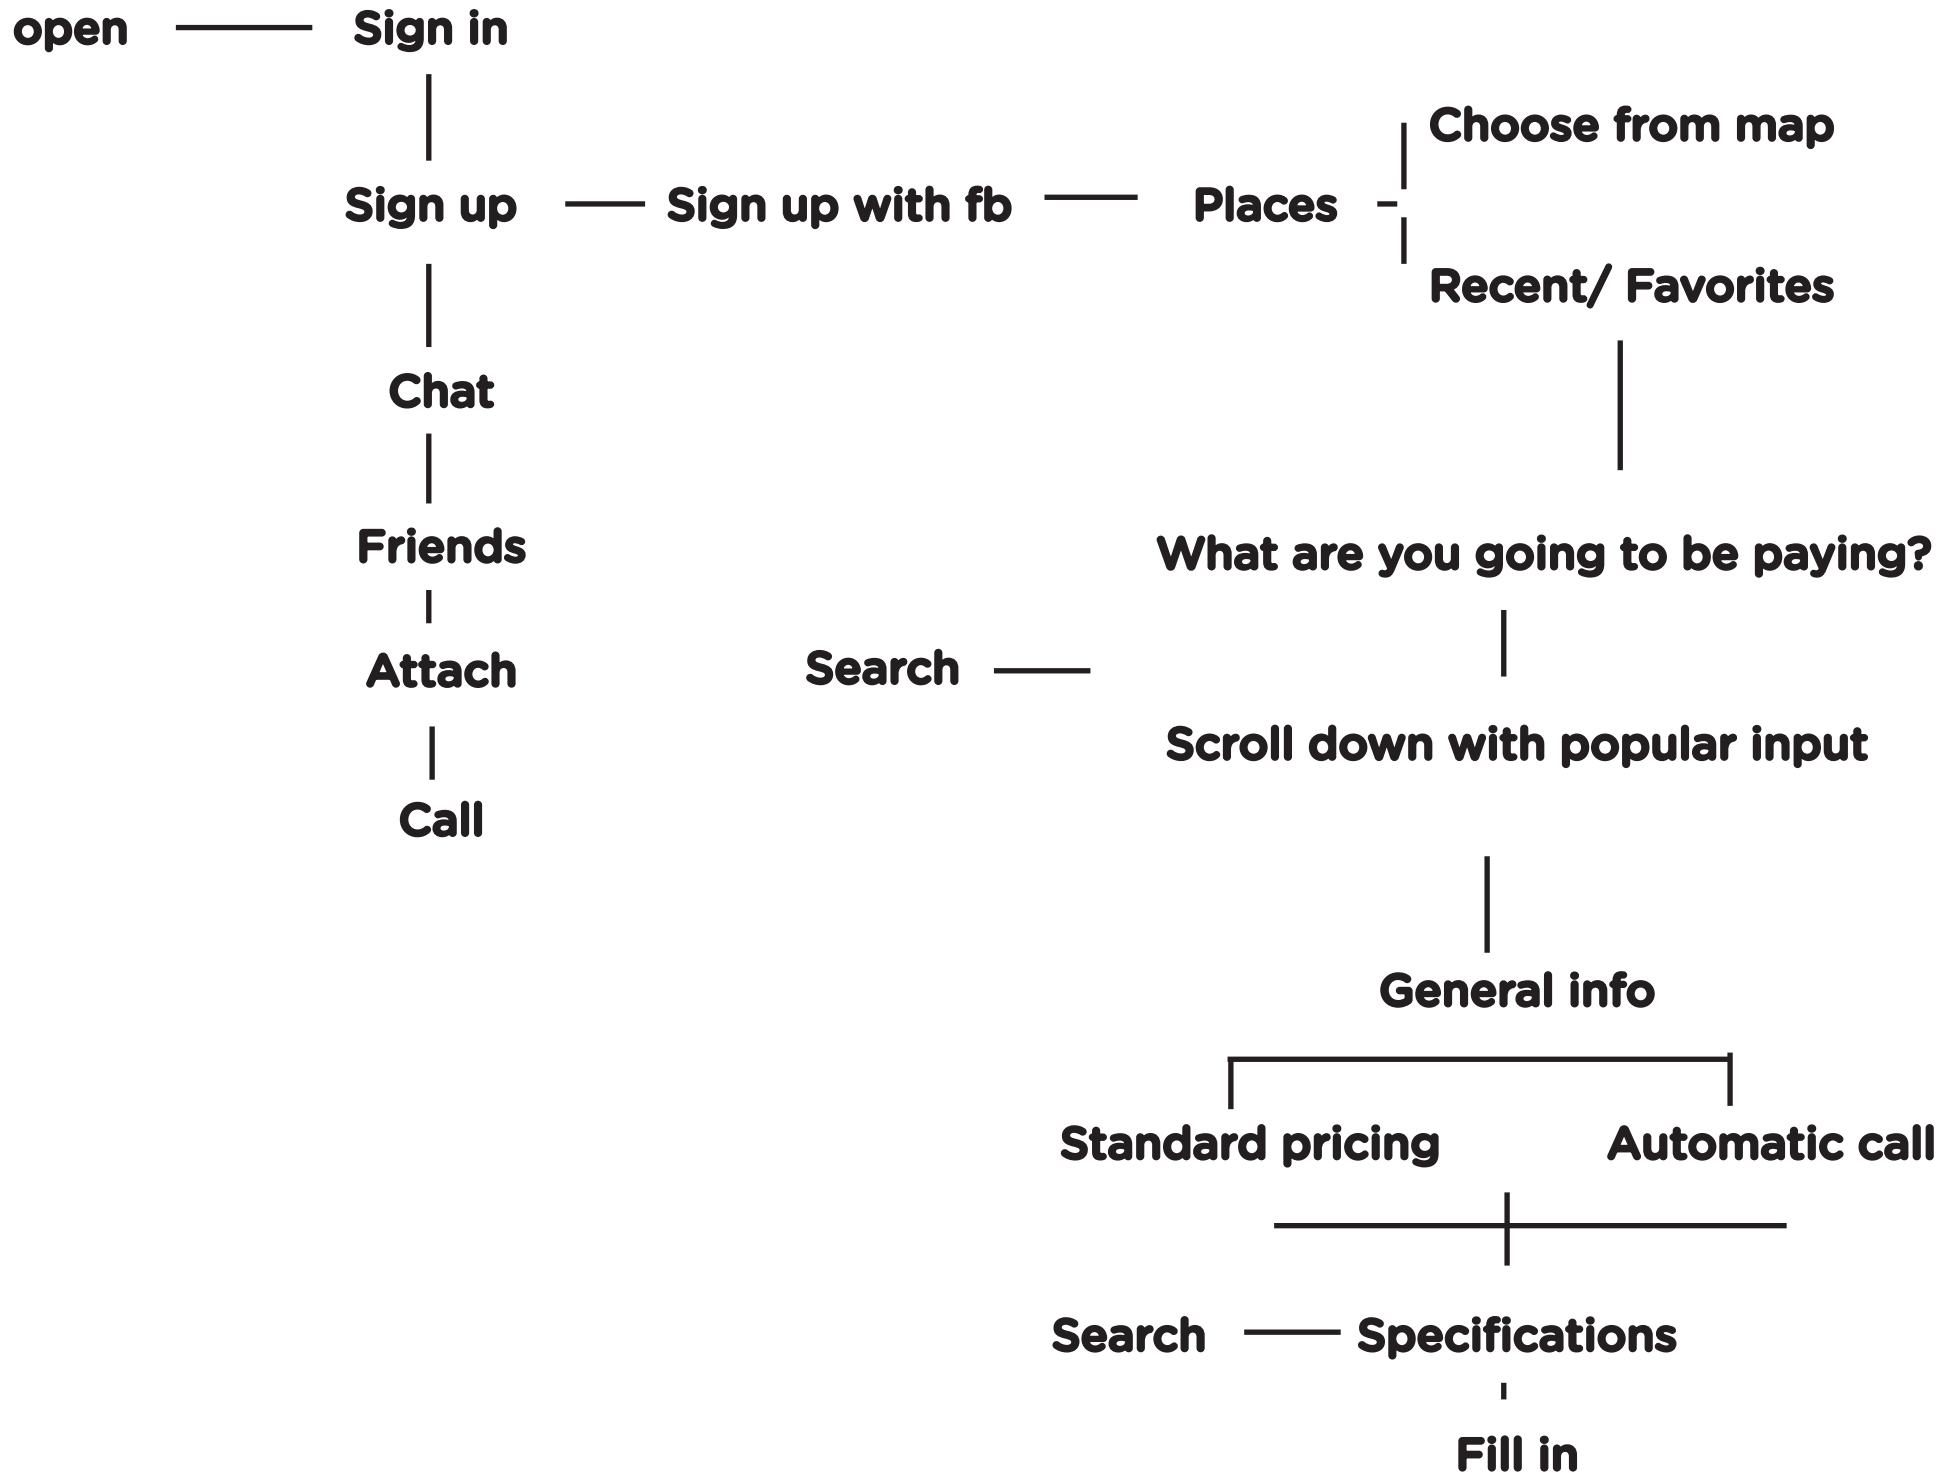 open
Sign in
Choose from map
Sign up
Sign up with fb
Places
Recent/ Favorites
Chat
Friends
What are you going to be paying?
Attach
Search
Scroll down with popular input
Call
General info
Standard pricing
Automatic call
Search
Specifications
Fill in